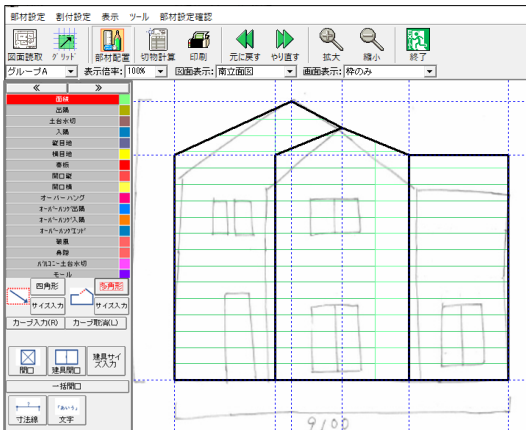 部材設定 割付設定 表示 ツール 部材設定確認
図面読取 グリッド 部材配置 切物計算 印刷 元に戻す やり直す 拡大 縮小 終了
グループA 表示倍率: 100% 図面表示: 南立面図 画面表示: 枠のみ
≪ ≫
面積
出隅
土台水切
入隅
縦目地
横目地
幕板
開口縦
開口横
オーバーハング
オーバーハング出隅
オーバーハング入隅
オーバーハングエンド
破風
鼻隠
バルコニー土台水切
モール
四角形 多角形
サイズ入力 サイズ入力
カーブ入力(R) カーブ取消(L)
開口 建具開口 建具サイズ入力
一括開口
寸法線 「あいう」 文字
9100